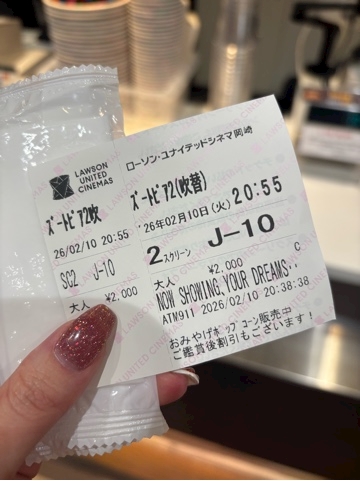 LAWSON
UNITED
CINEMAS
ズートピア2吹
26/02/10 20:55
SC2 J-10
大人 ¥2,000
ローソン・ユナイテッドシネマ岡崎
ズートピア2(吹替)
'26年02月10日(火)20:55
2スクリーン J-10
大人 ¥2,000 C
NOW SHOWING,YOUR DREAMS･･
ATM911 2026/02/10 20:38:38
おみやげポップコーン販売中
ご鑑賞後割引もございます！